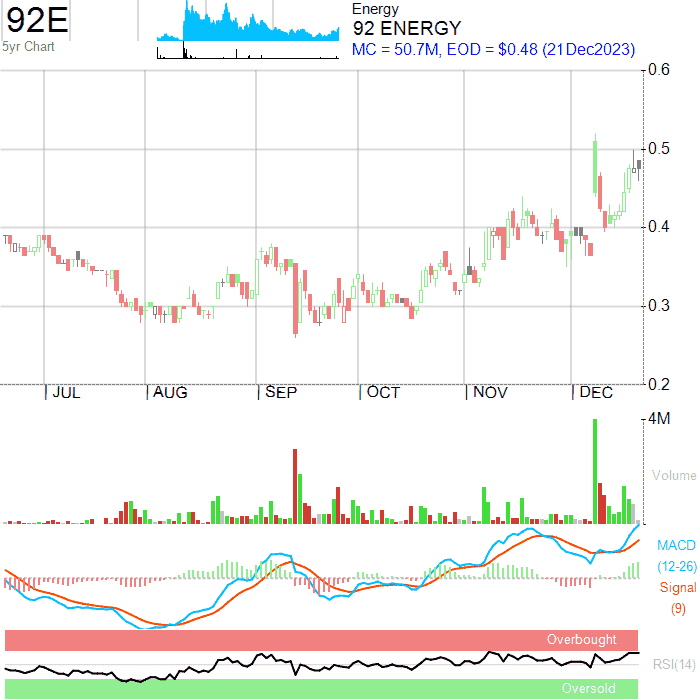 92E
5yr Chart
Energy
92 ENERGY
MC = 50.7M, EOD = $0.48 (21Dec2023)
0.6
0.5
0.4
0.3
0.2
JUL AUG SEP OCT NOV DEC
4M
Volume
MACD
(12-26)
Signal
(9)
Overbought
RSI(14)
Oversold